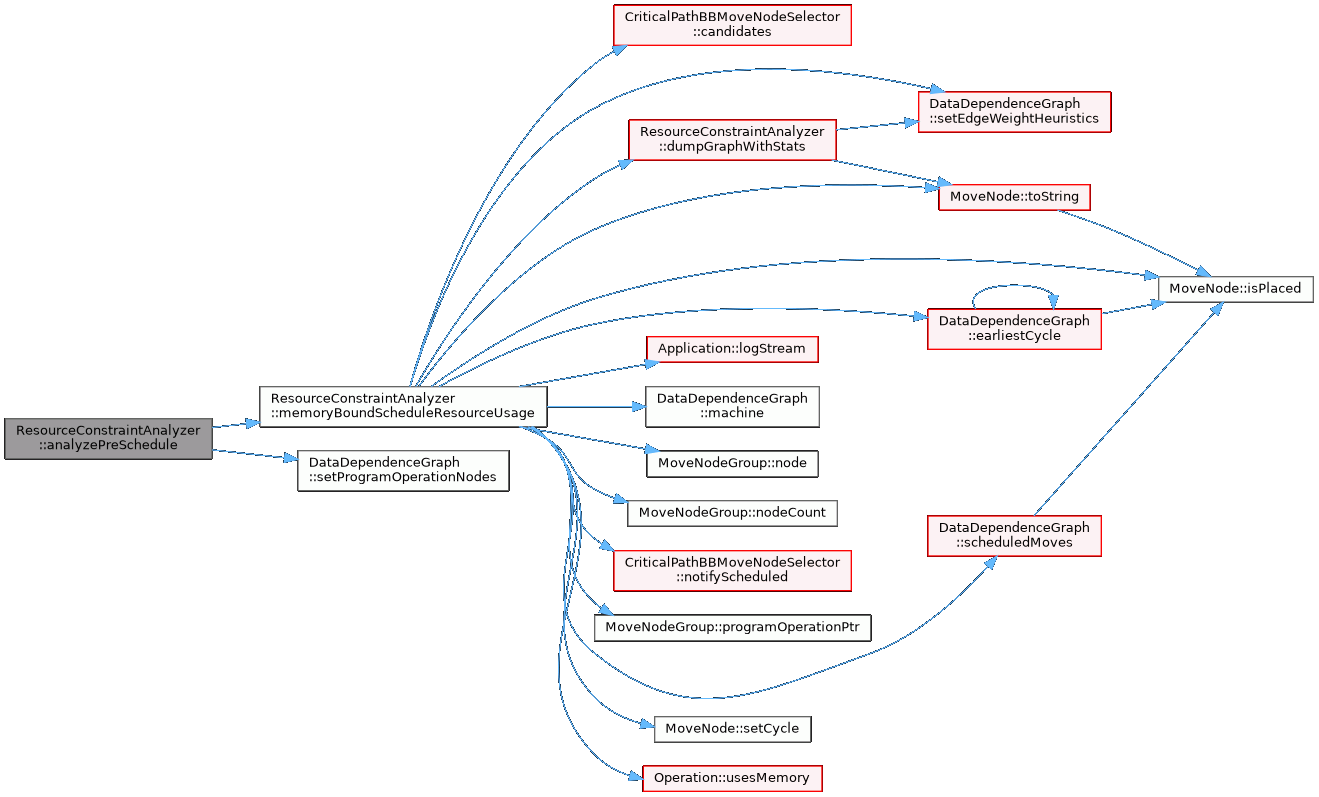 CriticalPathBBMoveNodeSelector
::candidates
DataDependenceGraph
::setEdgeWeightHeuristics
ResourceConstraintAnalyzer
::dumpGraphWithStats
MoveNode::toString
MoveNode::isPlaced
DataDependenceGraph
::earliestCycle
Application::logStream
ResourceConstraintAnalyzer
::memoryBoundScheduleResourceUsage
DataDependenceGraph
::machine
ResourceConstraintAnalyzer
::analyzePreSchedule
DataDependenceGraph
::setProgramOperationNodes
MoveNodeGroup::node
MoveNodeGroup::nodeCount
DataDependenceGraph
::scheduledMoves
CriticalPathBBMoveNodeSelector
::notifyScheduled
MoveNodeGroup::programOperationPtr
MoveNode::setCycle
Operation::usesMemory